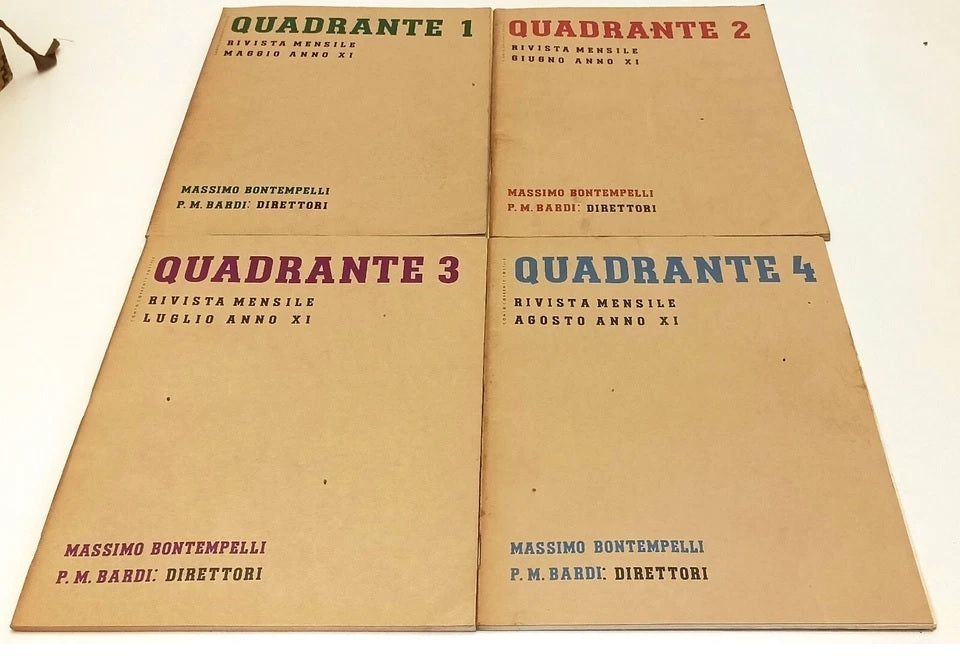 QUADRANTE 1
RIVISTA MENSILE
MAGGIO ANNO XI
MASSIMO BONTEMPELLI
P. M. BARDI: DIRETTORI
QUADRANTE 2
RIVISTA MENSILE
GIUGNO ANNO XI
MASSIMO BONTEMPELLI
P. M. BARDI: DIRETTORI
QUADRANTE 3
RIVISTA MENSILE
LUGLIO ANNO XI
MASSIMO BONTEMPELLI
P. M. BARDI: DIRETTORI
QUADRANTE 4
RIVISTA MENSILE
AGOSTO ANNO XI
MASSIMO BONTEMPELLI
P. M. BARDI: DIRETTORI